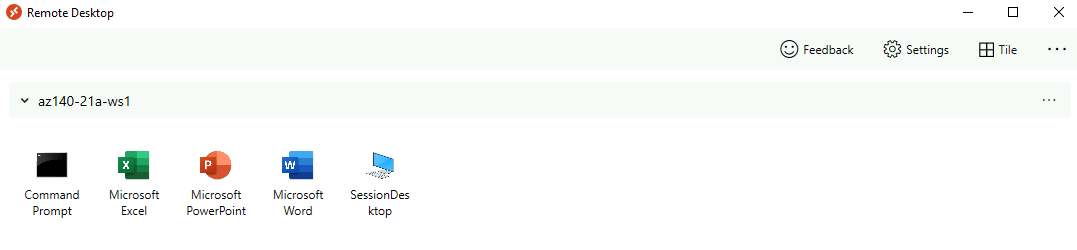 Remote Desktop
Feedback
Settings
Tile
az140-21a-ws1
Command
Prompt
Microsoft
Excel
Microsoft
PowerPoint
Microsoft
Word
SessionDes
ktop